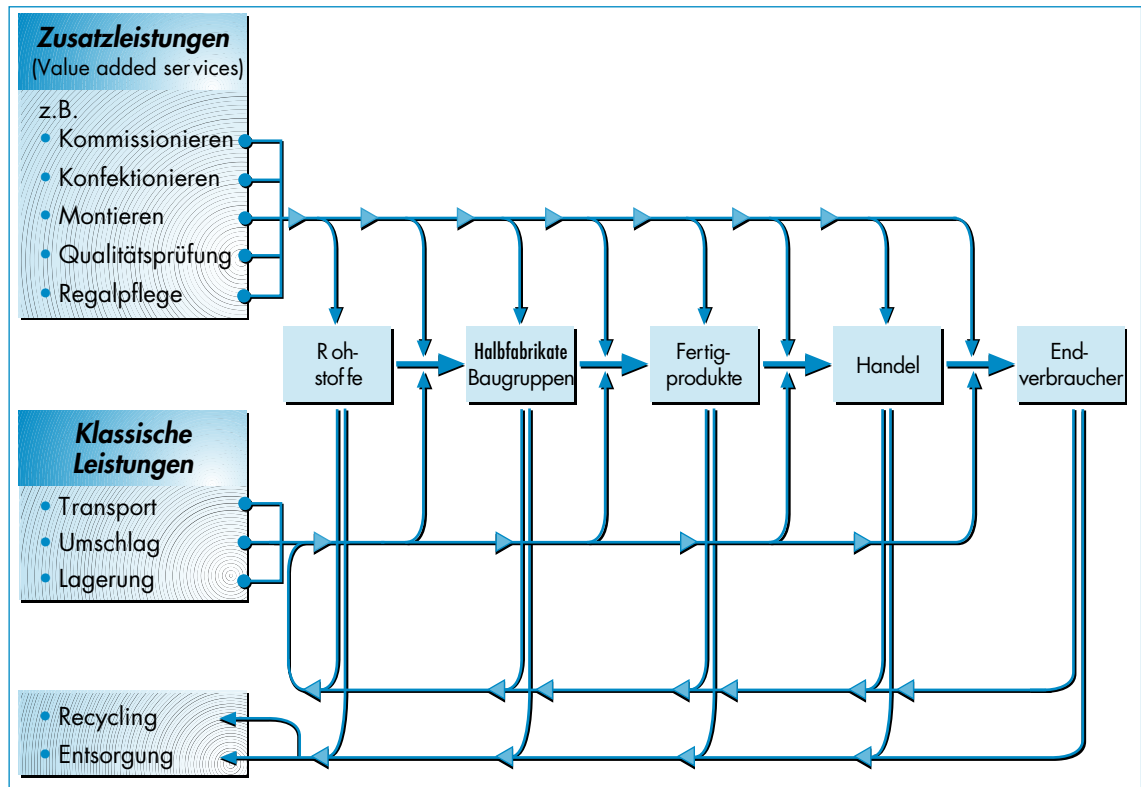 Zusatzleistungen
(Value added services)
z.B.
• Kommissionieren
• Konfektionieren
• Montieren
• Qualitätsprüfung
• Regalpflege
Roh-
stoffe
Halbfabrikate
Baugruppen
Fertig-
produkte
Handel
End-
verbraucher
Klassische
Leistungen
• Transport
• Umschlag
• Lagerung
• Recycling
• Entsorgung